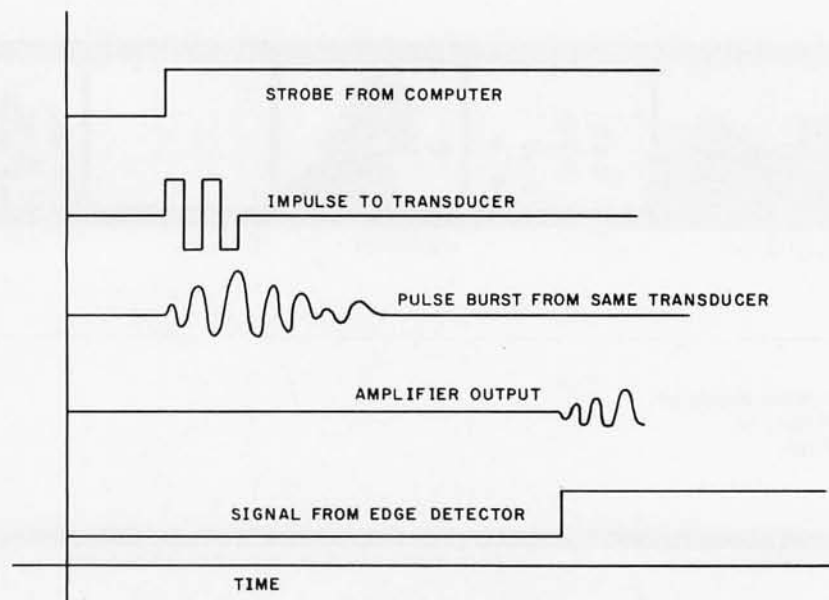 STROBE FROM COMPUTER
IMPULSE TO TRANSDUCER
PULSE BURST FROM SAME TRANSDUCER
AMPLIFIER OUTPUT
SIGNAL FROM EDGE DETECTOR
TIME